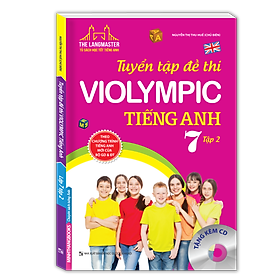 THE LANGMASTER
TỦ SÁCH HỌC TỐT TIẾNG ANH
NGUYỄN THỊ THU HUẾ (CHỦ BIÊN)
Tuyển tập đề thi
VIOLYMPIC
TIẾNG ANH
7 Tập 2
THEO
CHƯƠNG TRÌNH
TIẾNG ANH
MỚI CỦA
BỘ GD & ĐT
TẶNG KÈM CD
Tuyển tập đề thi VIOLYMPIC Tiếng Anh
Lớp 7 Tập 2